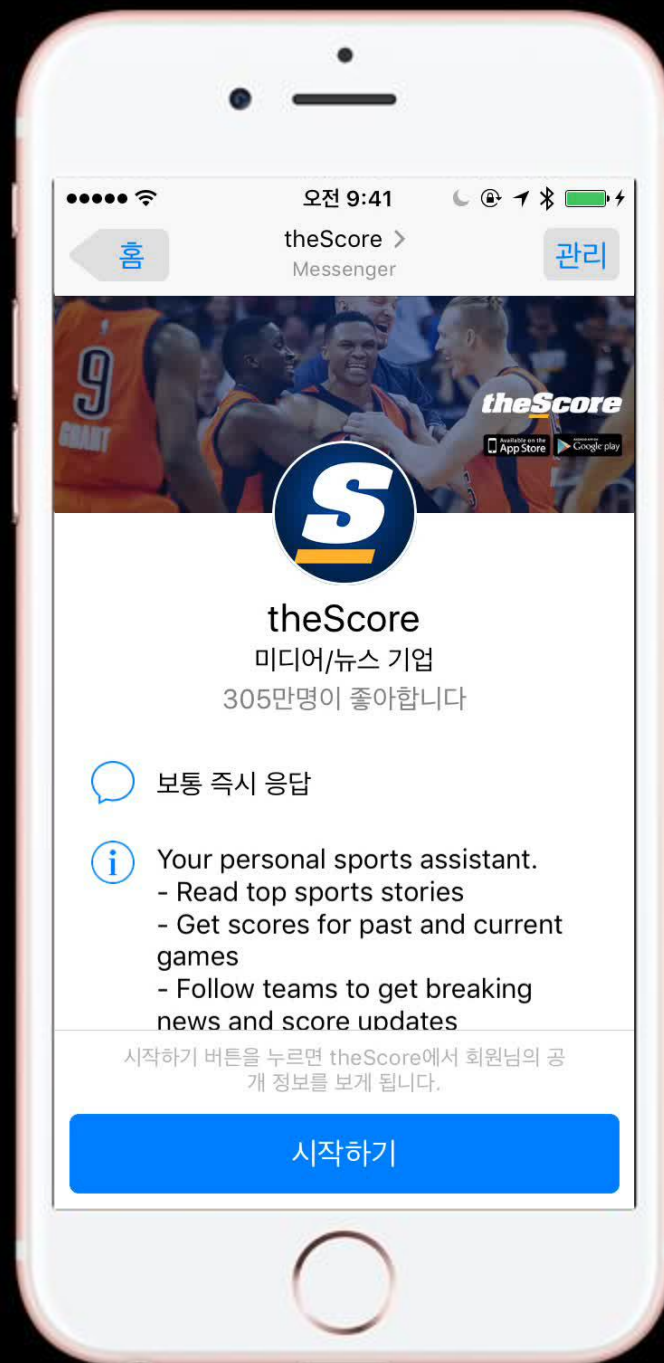 오전 9:41
홈
theScore >
Messenger
관리
9
GRANT
theScore
Available on the
App Store
Google play
S
theScore
미디어/뉴스 기업
305만명이 좋아합니다
보통 즉시 응답
i
Your personal sports assistant.
- Read top sports stories
- Get scores for past and current
games
- Follow teams to get breaking
news and score updates
시작하기 버튼을 누르면 theScore에서 회원님의 공
개 정보를 보게 됩니다.
시작하기